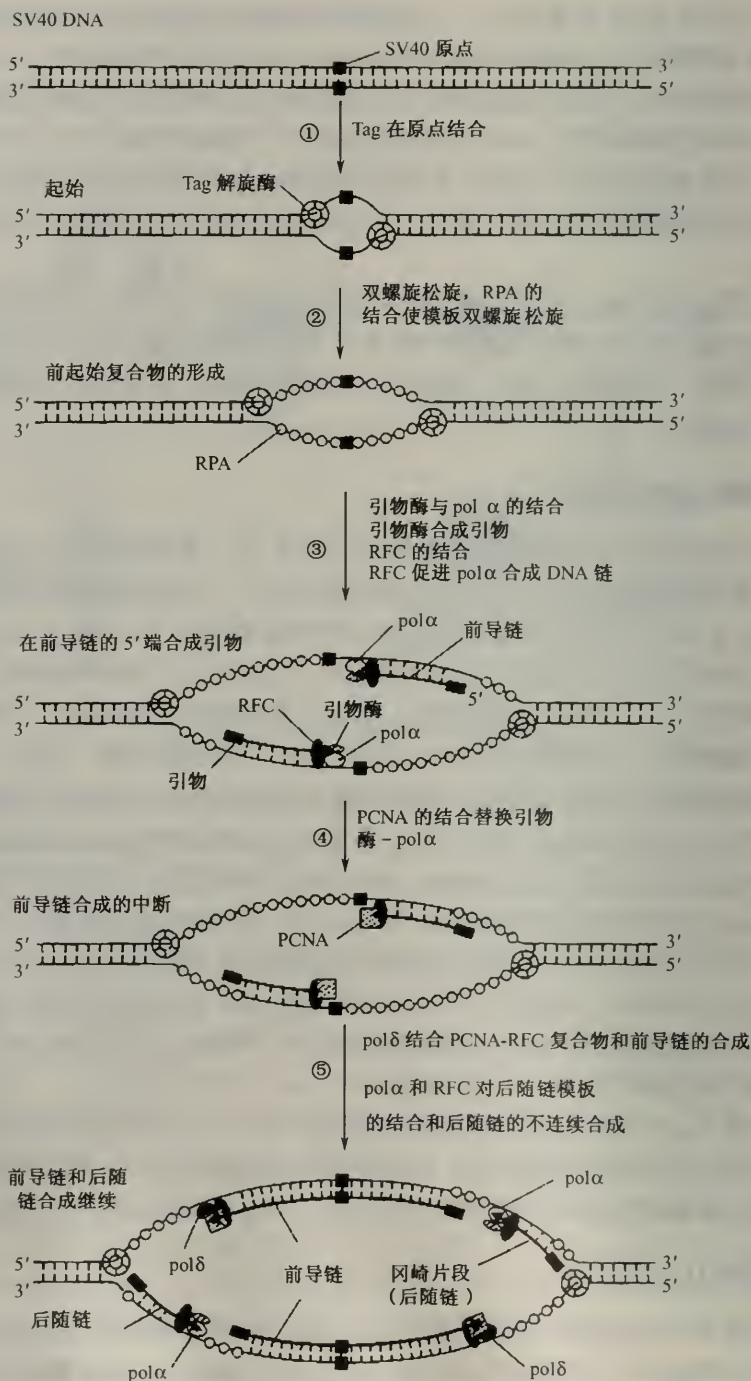 SV40 DNA
SV40 原点
5′
3′
3′
5′
①
Tag 在原点结合
起始
Tag 解旋酶
5′
3′
3′
5′
②
双螺旋松旋，RPA 的
结合使模板双螺旋松旋
前起始复合物的形成
5′
3′
3′
5′
RPA
③
引物酶与 pol α 的结合
引物酶合成引物
RFC 的结合
RFC 促进 polα 合成 DNA 链
在前导链的 5′端合成引物
polα
前导链
5′
5′
3′
3′
5′
RFC
引物酶
polα
引物
④
PCNA 的结合替换引物
酶－polα
前导链合成的中断
PCNA
5′
3′
3′
5′
⑤
polδ 结合 PCNA-RFC 复合物和前导链的合成
polα 和 RFC 对后随链模板
的结合和后随链的不连续合成
前导链和后随
链合成继续
polα
polδ
前导链
冈崎片段
（后随链）
5′
3′
3′
5′
后随链
polα
polδ